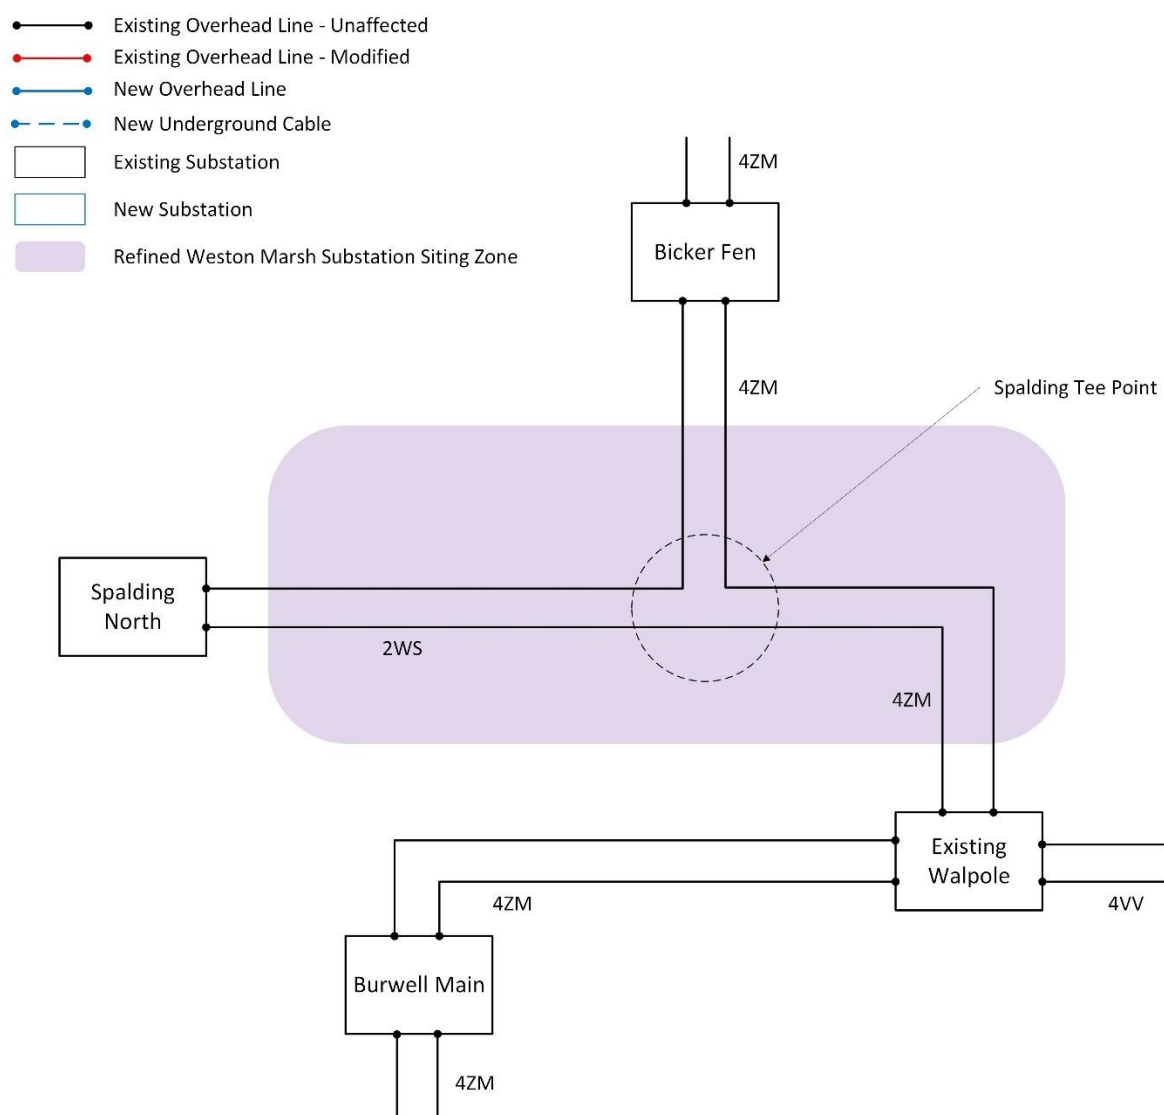 Existing Overhead Line - Unaffected
Existing Overhead Line - Modified
New Overhead Line
New Underground Cable
Existing Substation
New Substation
Refined Weston Marsh Substation Siting Zone
4ZM
Bicker Fen
4ZM
Spalding Tee Point
Spalding
North
2WS
4ZM
Existing
Walpole
4VV
4ZM
Burwell Main
4ZM